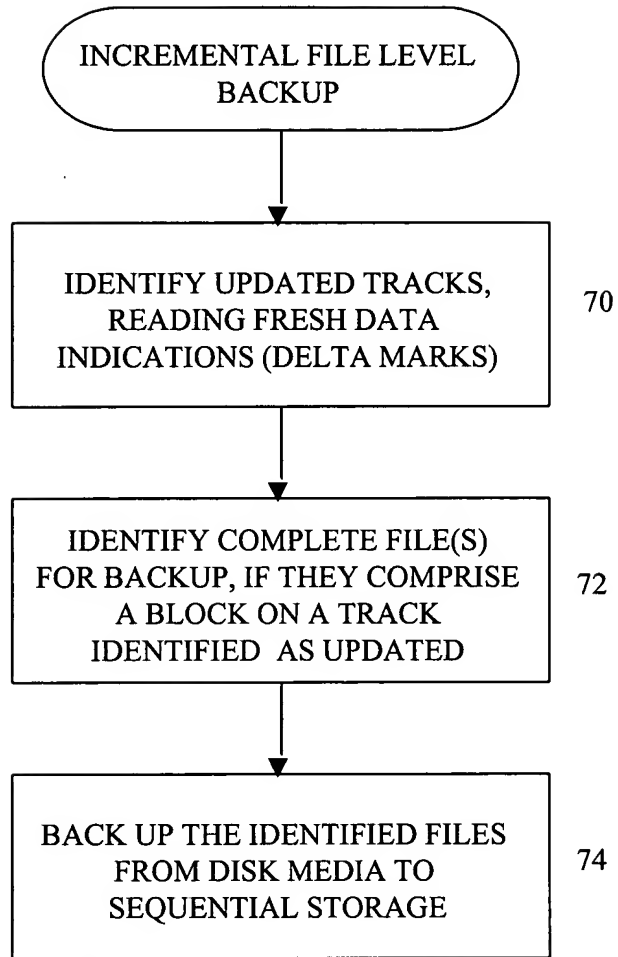 INCREMENTAL FILE LEVEL
BACKUP
IDENTIFY UPDATED TRACKS,
READING FRESH DATA
INDICATIONS (DELTA MARKS)
70
IDENTIFY COMPLETE FILE(S)
FOR BACKUP, IF THEY COMPRISE
A BLOCK ON A TRACK
IDENTIFIED AS UPDATED
72
BACK UP THE IDENTIFIED FILES
FROM DISK MEDIA TO
SEQUENTIAL STORAGE
74